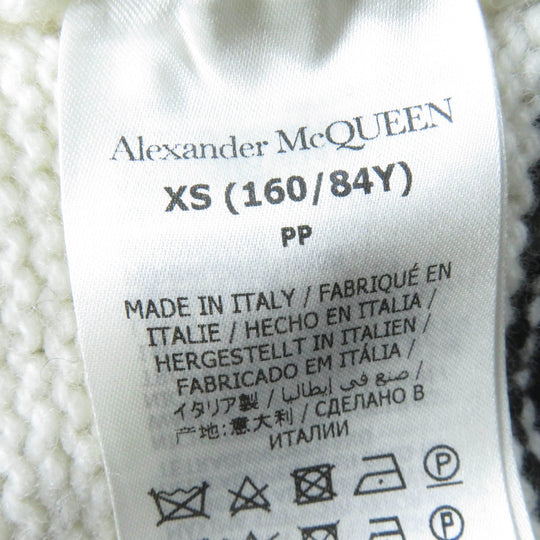 Alexander McQUEEN
XS (160/84Y)
PP
MADE IN ITALY / FABRIQUÉ EN
ITALIE / HECHO EN ITALIA /
HERGESTELLT IN ITALIEN /
FABRICADO EM ITÁLIA /
イタリア製 / صنع في إيطاليا /
产地:意大利 / СДЕЛАНО В
ИТАЛИИ
P
P